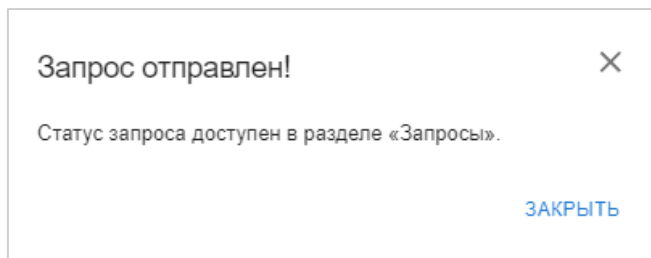 Запрос отправлен!
Статус запроса доступен в разделе «Запросы».
ЗАКРЫТЬ